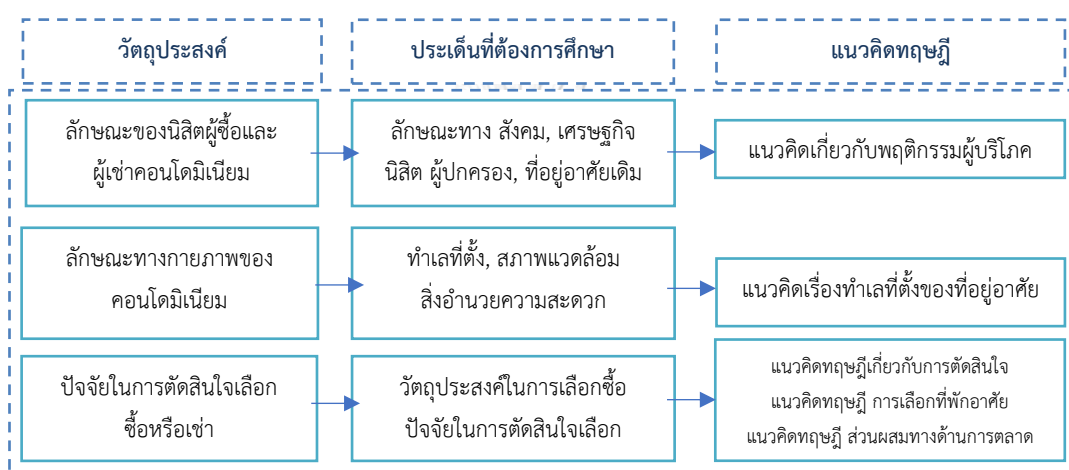 วัตถุประสงค์
ประเด็นที่ต้องการศึกษา
แนวคิดทฤษฎี
ลักษณะของนิสิตผู้ซื้อและ
ผู้เช่าคอนโดมิเนียม
ลักษณะทาง สังคม, เศรษฐกิจ
นิสิต ผู้ปกครอง, ที่อยู่อาศัยเดิม
แนวคิดเกี่ยวกับพฤติกรรมผู้บริโภค
ลักษณะทางกายภาพของ
คอนโดมิเนียม
ทำเลที่ตั้ง, สภาพแวดล้อม
สิ่งอำนวยความสะดวก
แนวคิดเรื่องทำเลที่ตั้งของที่อยู่อาศัย
ปัจจัยในการตัดสินใจเลือก
ซื้อหรือเช่า
วัตถุประสงค์ในการเลือกซื้อ
ปัจจัยในการตัดสินใจเลือก
แนวคิดทฤษฎีเกี่ยวกับการตัดสินใจ
แนวคิดทฤษฎี การเลือกที่พักอาศัย
แนวคิดทฤษฎี ส่วนผสมทางด้านการตลาด